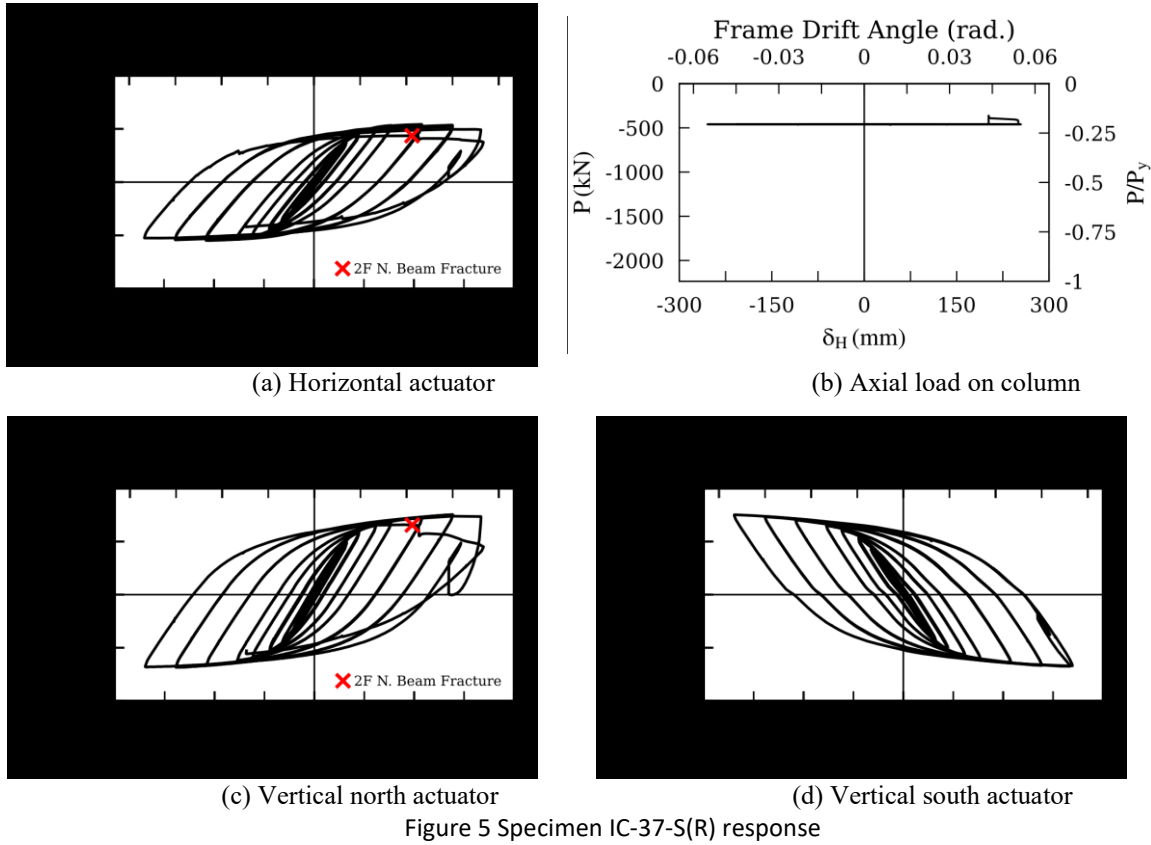 Frame Drift Angle (rad.)
-0.06 -0.03 0 0.03 0.06
0 0
-500 -0.25
-1000 -0.5
-1500 -0.75
-2000 -1
P (kN)
P/Py
-300 -150 0 150 300
δH (mm)
2F N. Beam Fracture
(a) Horizontal actuator
(b) Axial load on column
2F N. Beam Fracture
(c) Vertical north actuator
(d) Vertical south actuator
Figure 5 Specimen IC-37-S(R) response